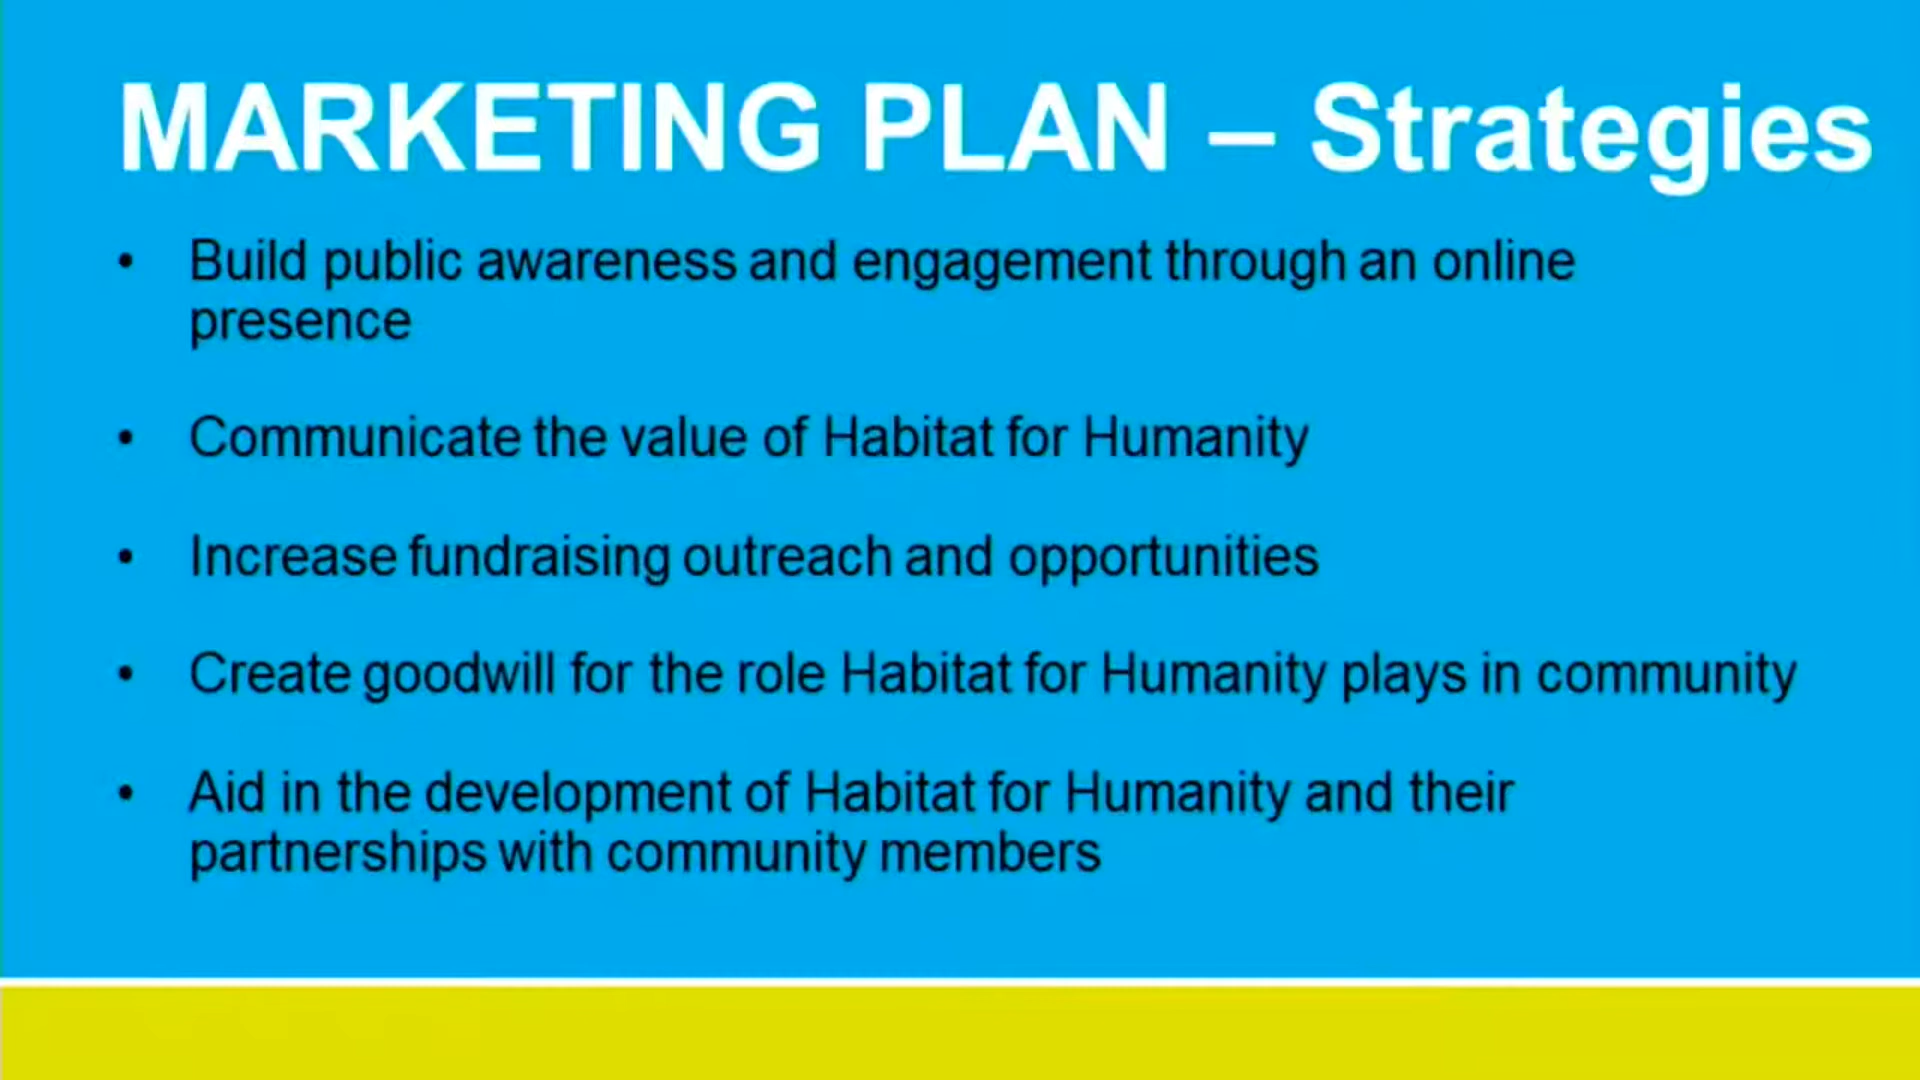 MARKETING PLAN – Strategies
• Build public awareness and engagement through an online
presence
• Communicate the value of Habitat for Humanity
• Increase fundraising outreach and opportunities
• Create goodwill for the role Habitat for Humanity plays in community
• Aid in the development of Habitat for Humanity and their
partnerships with community members